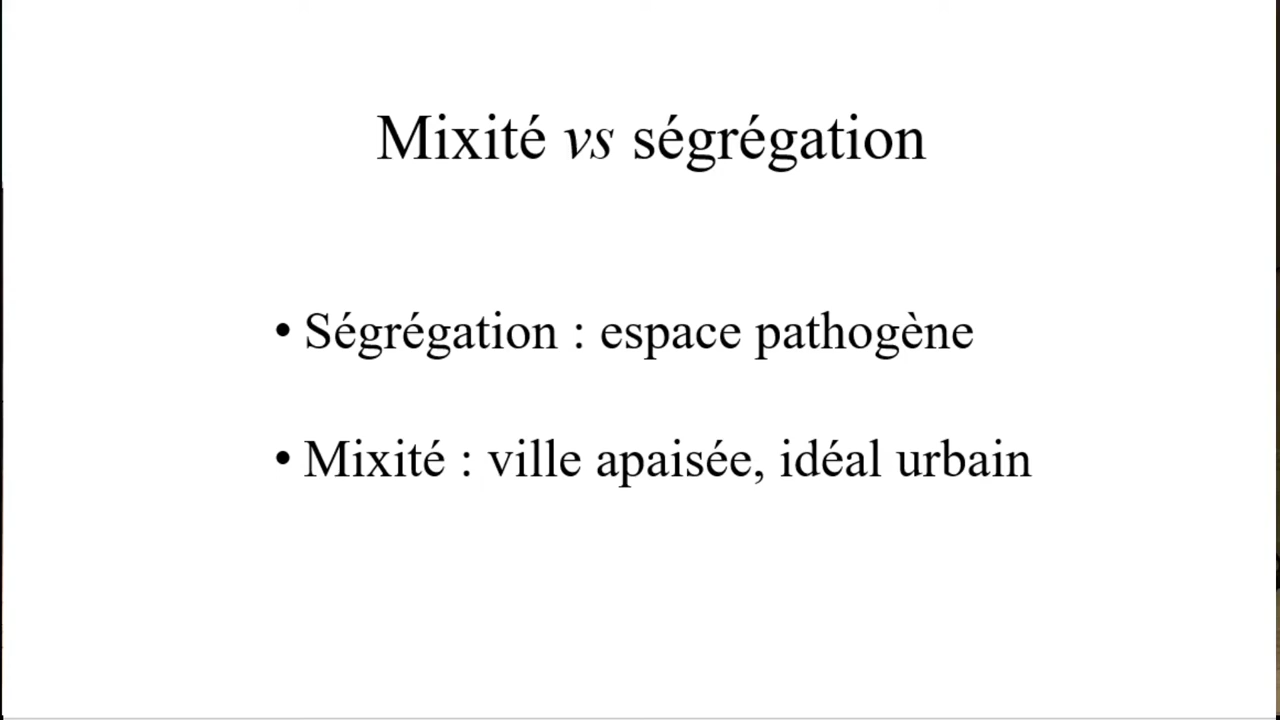 Mixité vs ségrégation
• Ségrégation : espace pathogène
• Mixité : ville apaisée, idéal urbain